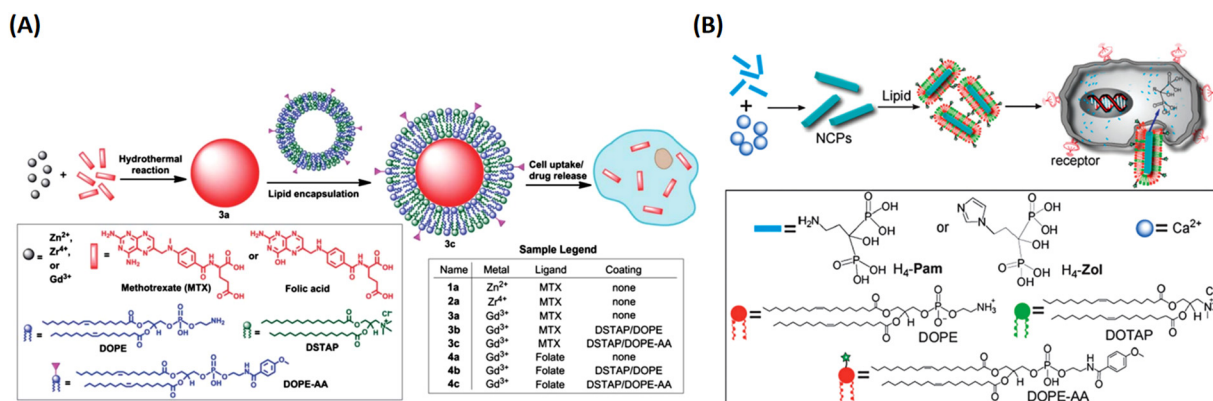 (A)
Hydrothermal
reaction
Lipid encapsulation
Cell uptake/
drug release
3a
3c
Zn2+,
Zr4+,
or
Gd3+
=
Methotrexate (MTX)
or
Folic acid
DOPE
DSTAP
DOPE-AA
Sample Legend
Name Metal Ligand Coating
1a Zn2+ MTX none
2a Zr4+ MTX none
3a Gd3+ MTX none
3b Gd3+ MTX DSTAP/DOPE
3c Gd3+ MTX DSTAP/DOPE-AA
4a Gd3+ Folate none
4b Gd3+ Folate DSTAP/DOPE
4c Gd3+ Folate DSTAP/DOPE-AA
(B)
+
NCPs
Lipid
receptor
H4-Pam
or
H4-Zol
= Ca2+
DOPE
DOTAP
DOPE-AA